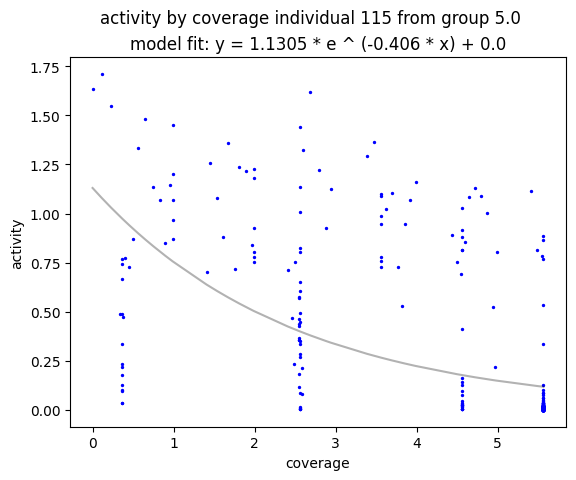 activity by coverage individual 115 from group 5.0
model fit: y = 1.1305 * e ^ (-0.406 * x) + 0.0
1.75
1.50
1.25
1.00
0.75
0.50
0.25
0.00
activity
0 1 2 3 4 5
coverage